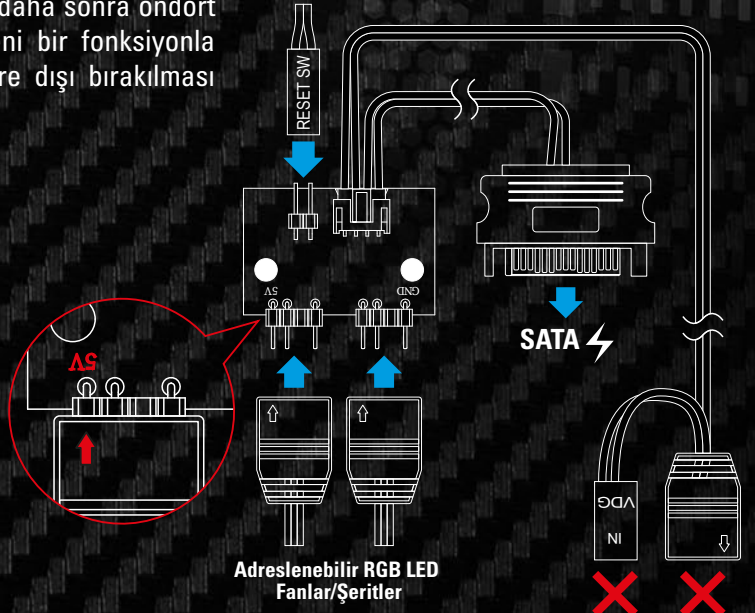 daha sonra ondört
ni bir fonksiyonla
re dışı bırakılması
RESET SW
5V
GND
5V
SATA
VDG
IN
Adreslenebilir RGB LED
Fanlar/Şeritler